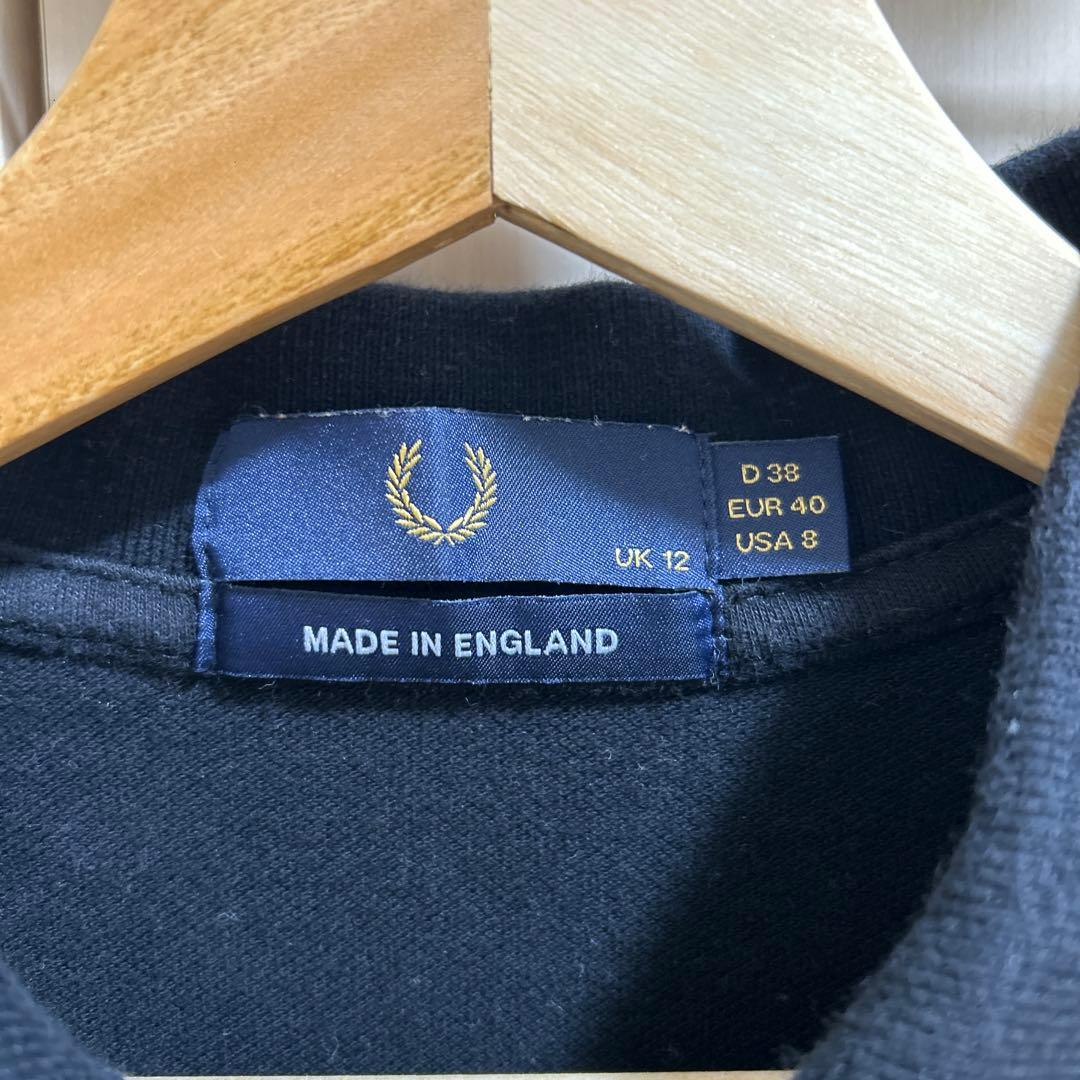 UK 12
D 38
EUR 40
USA 8
MADE IN ENGLAND